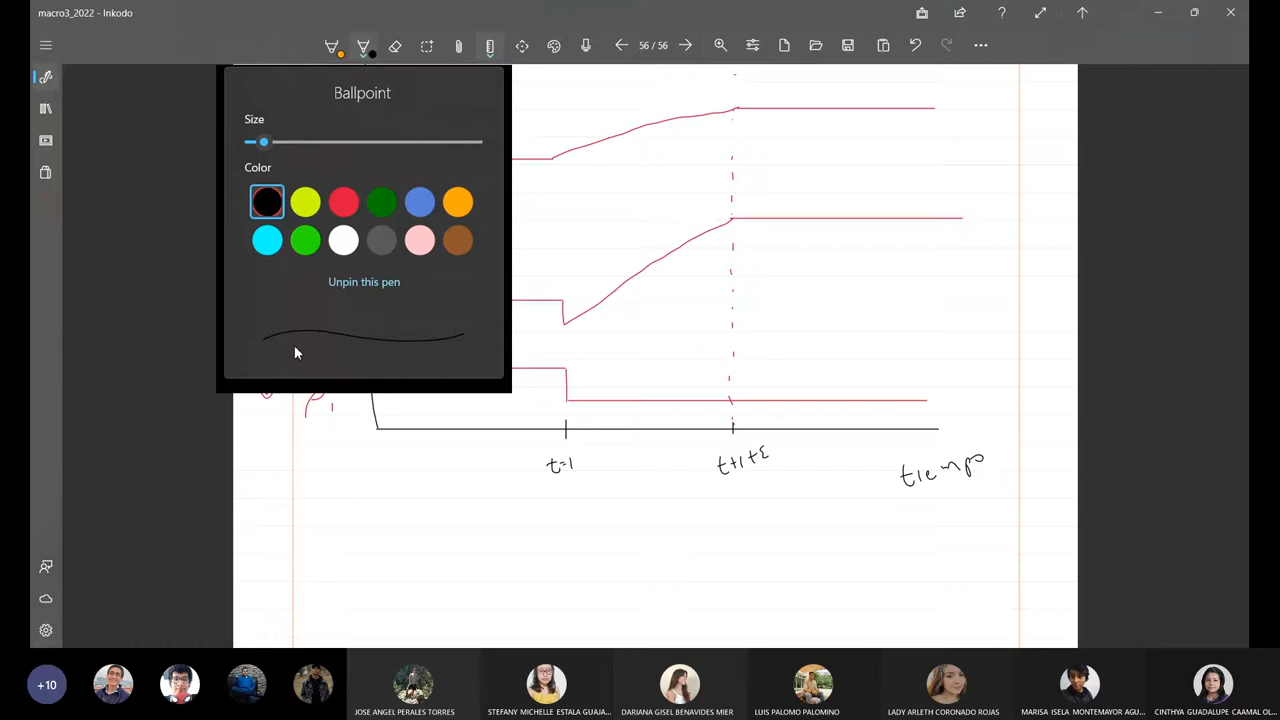 macro3_2022 - Inkodo
56 / 56
Ballpoint
Size
Color
Unpin this pen
t=1
t+1+ε
tiempo
+10
JOSE ANGEL PERALES TORRES
STEFANY MICHELLE ESTALA GUAJA...
DARIANA GISEL BENAVIDES MIER
LUIS PALOMO PALOMINO
LADY ARLETH CORONADO ROJAS
MARISA ISELA MONTEMAYOR AGU...
CINTHYA GUADALUPE CAAMAL OL...